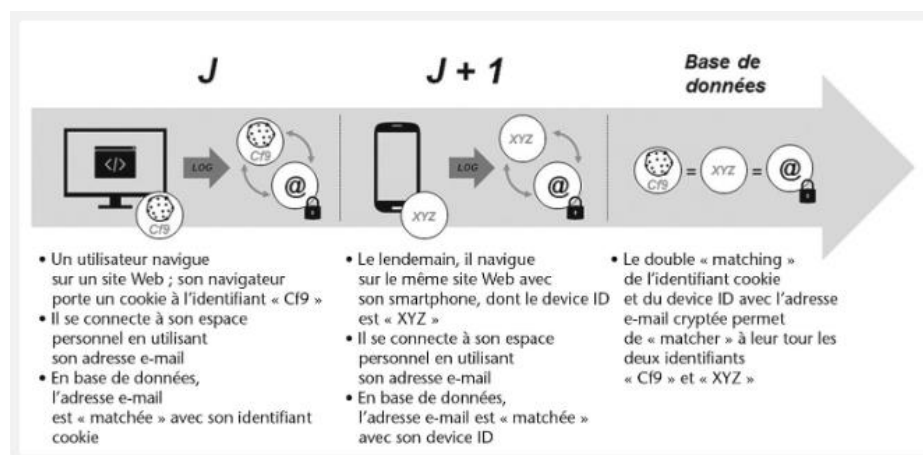 J
J + 1
Base de
données
</>
LOG
Cf9
@
Cf9
XYZ
LOG
@
XYZ
Cf9 = XYZ = @
• Un utilisateur navigue
sur un site Web ; son navigateur
porte un cookie à l'identifiant « Cf9 »
• Il se connecte à son espace
personnel en utilisant
son adresse e-mail
• En base de données,
l'adresse e-mail
est « matchée » avec son identifiant
cookie
• Le lendemain, il navigue
sur le même site Web avec
son smartphone, dont le device ID
est « XYZ »
• Il se connecte à son espace
personnel en utilisant
son adresse e-mail
• En base de données,
l'adresse e-mail est « matchée »
avec son device ID
• Le double « matching »
de l'identifiant cookie
et du device ID avec l'adresse
e-mail cryptée permet
de « matcher » à leur tour les
deux identifiants
« Cf9 » et « XYZ »